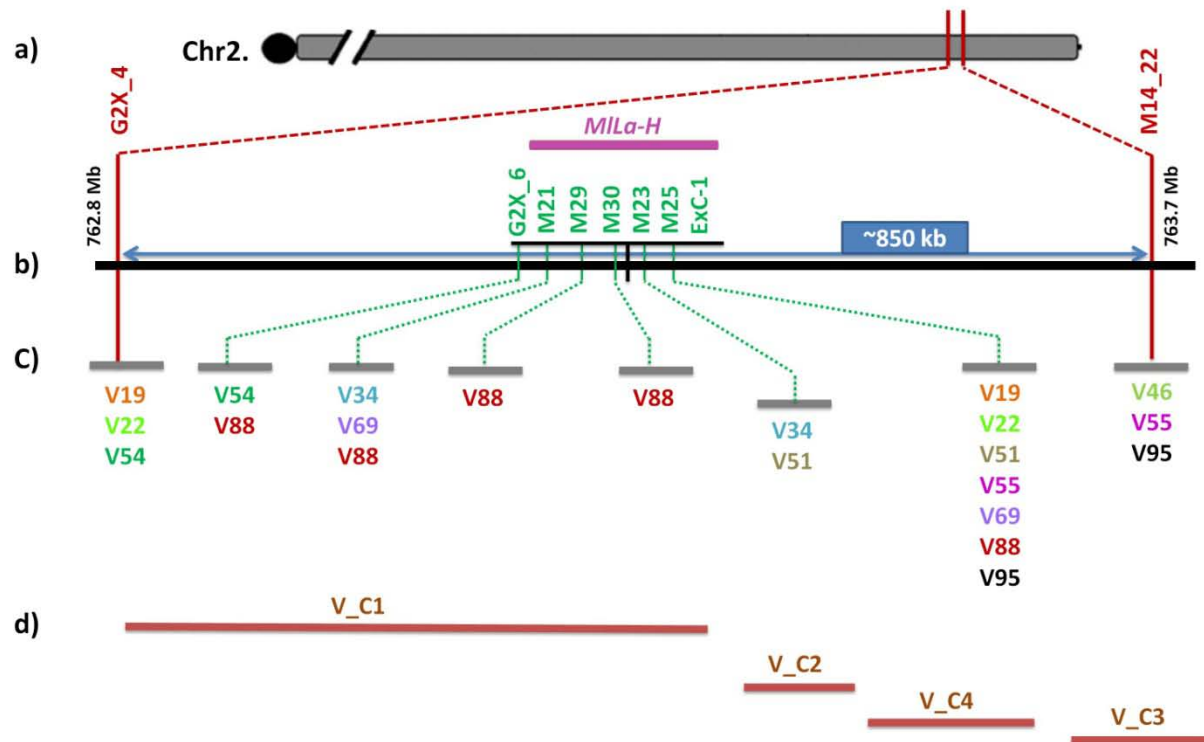 a)
Chr2.
G2X_4
M14_22
MlLa-H
762.8 Mb
763.7 Mb
G2X_6
M21
M29
M30
M23
M25
ExC-1
~850 kb
b)
C)
V19
V22
V54
V54
V88
V34
V69
V88
V88
V88
V34
V51
V19
V22
V51
V55
V69
V88
V95
V46
V55
V95
d)
V_C1
V_C2
V_C4
V_C3